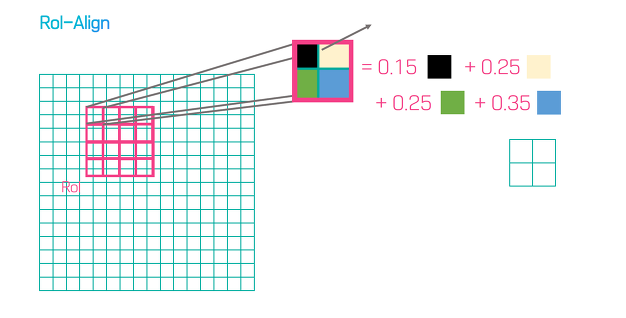 RoI-Align
= 0.15 + 0.25
+ 0.25 + 0.35
RoI